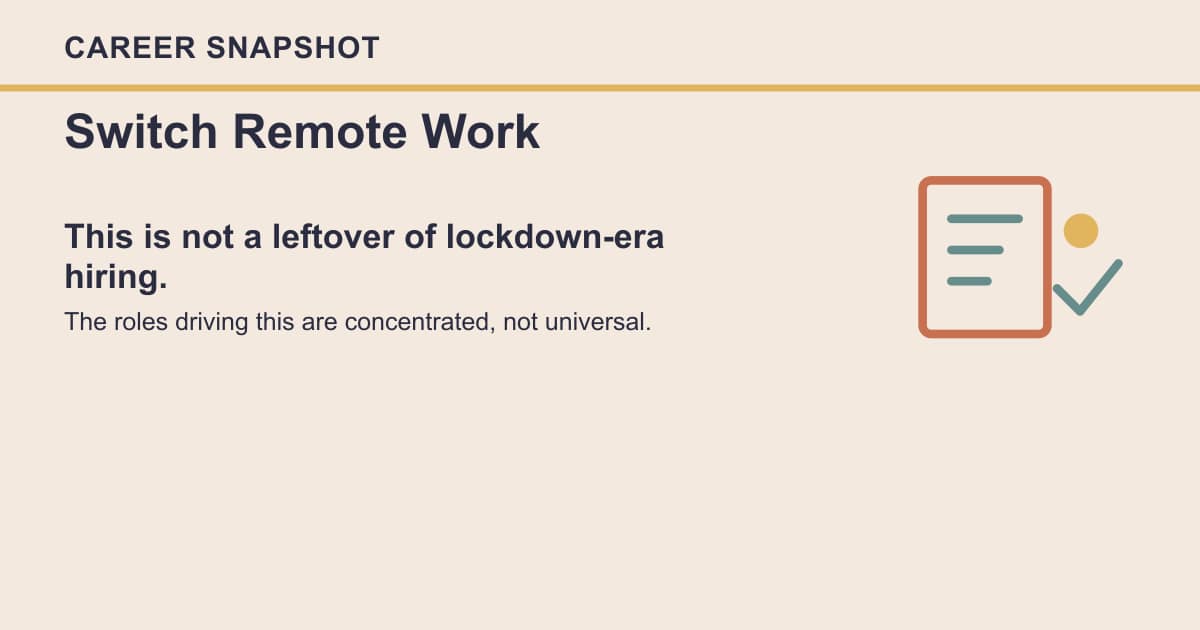 CAREER SNAPSHOT
Switch Remote Work
This is not a leftover of lockdown-era
hiring.
The roles driving this are concentrated, not universal.